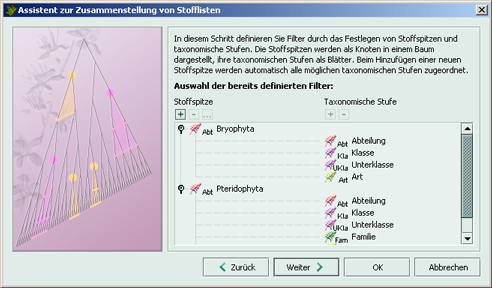 Assistent zur Zusammenstellung von Stofflisten
In diesem Schritt definieren Sie Filter durch das Festlegen von Stoffspitzen und
taxonomische Stufen. Die Stoffspitzen werden als Knoten in einem Baum
dargestellt, ihre taxonomischen Stufen als Blätter. Beim Hinzufügen einer neuen
Stoffspitze werden automatisch alle möglichen taxonomischen Stufen zugeordnet.
Auswahl der bereits definierten Filter:
Stoffspitze Taxonomische Stufe
+ - ... + -
Abt Bryophyta
Abt Abteilung
Kla Klasse
UKla Unterklasse
Art Art
Abt Pteridophyta
Abt Abteilung
Kla Klasse
UKla Unterklasse
Fam Familie
Zurück Weiter OK Abbrechen